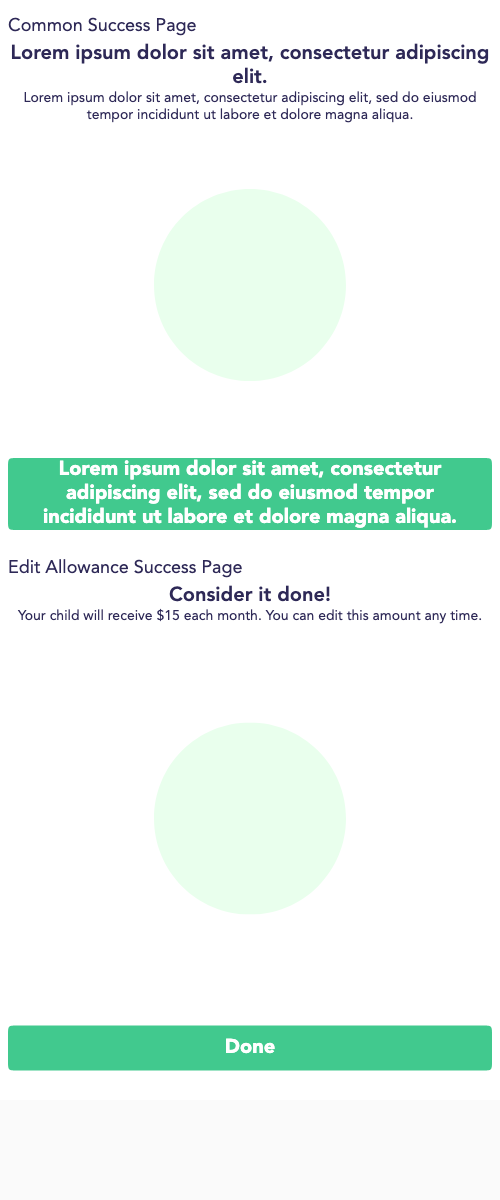 Common Success Page
Lorem ipsum dolor sit amet, consectetur adipiscing
elit.
Lorem ipsum dolor sit amet, consectetur adipiscing elit, sed do eiusmod
tempor incididunt ut labore et dolore magna aliqua.
Lorem ipsum dolor sit amet, consectetur
adipiscing elit, sed do eiusmod tempor
incididunt ut labore et dolore magna aliqua.
Edit Allowance Success Page
Consider it done!
Your child will receive $15 each month. You can edit this amount any time.
Done